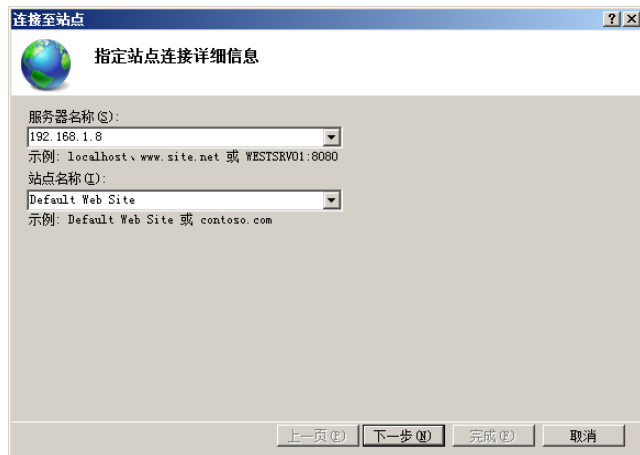 连接至站点
指定站点连接详细信息
服务器名称(S):
192.168.1.8
示例: localhost、www.site.net 或 WESTSRV01:8080
站点名称(I):
Default Web Site
示例: Default Web Site 或 contoso.com
上一页(P) 下一步(N) 完成(F) 取消